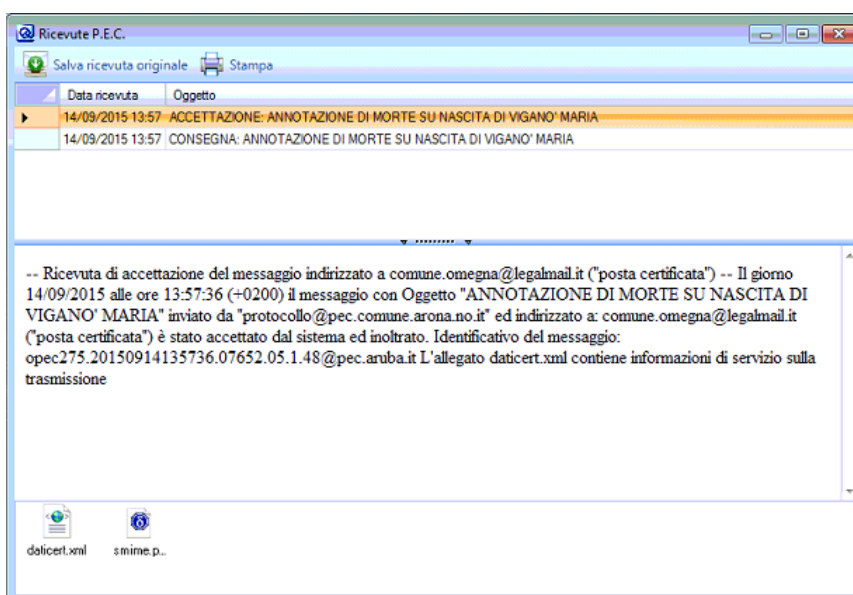 Ricevute P.E.C.
Salva ricevuta originale Stampa
Data ricevuta Oggetto
14/09/2015 13:57 ACCETTAZIONE: ANNOTAZIONE DI MORTE SU NASCITA DI VIGANO' MARIA
14/09/2015 13:57 CONSEGNA: ANNOTAZIONE DI MORTE SU NASCITA DI VIGANO' MARIA
-- Ricevuta di accettazione del messaggio indirizzato a comune.omegna@legalmail.it ("posta certificata") -- Il giorno
14/09/2015 alle ore 13:57:36 (+0200) il messaggio con Oggetto "ANNOTAZIONE DI MORTE SU NASCITA DI
VIGANO' MARIA" inviato da "protocollo@pec.comune.arona.no.it" ed indirizzato a: comune.omegna@legalmail.it
("posta certificata") è stato accettato dal sistema ed inoltrato. Identificativo del messaggio:
opec275.20150914135736.07652.05.1.48@pec.aruba.it L'allegato daticert.xml contiene informazioni di servizio sulla
trasmissione
daticert.xml smime.p...